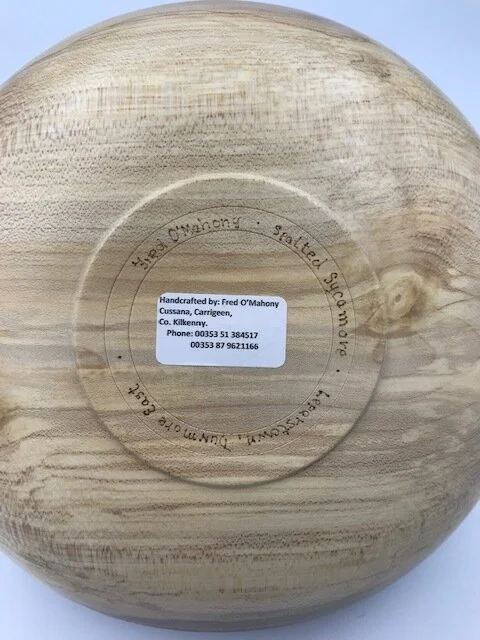 Fred O'Mahony · Spalted Sycamore · Leperstown, Dunmore East ·
Handcrafted by: Fred O'Mahony
Cussana, Carrigeen,
Co. Kilkenny.
Phone: 00353 51 384517
00353 87 9621166